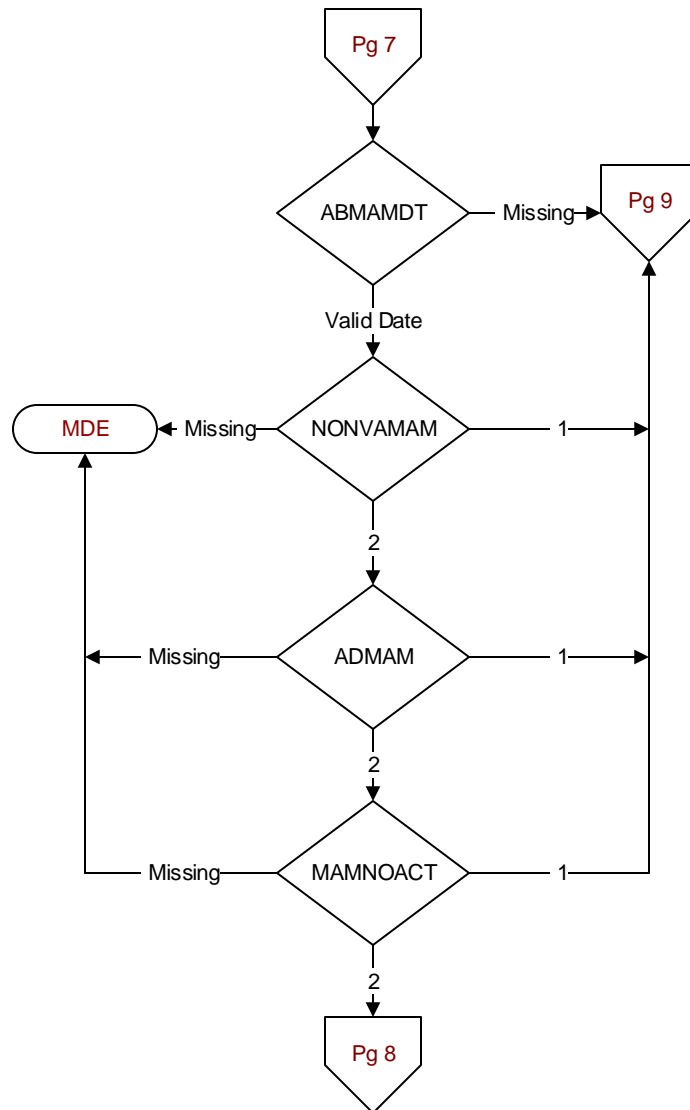 Pg 7
ABMAMDT
Missing
Pg 9
Valid Date
MDE
Missing
NONVAMAM
1
2
Missing
ADMAM
1
2
Missing
MAMNOACT
1
2
Pg 8